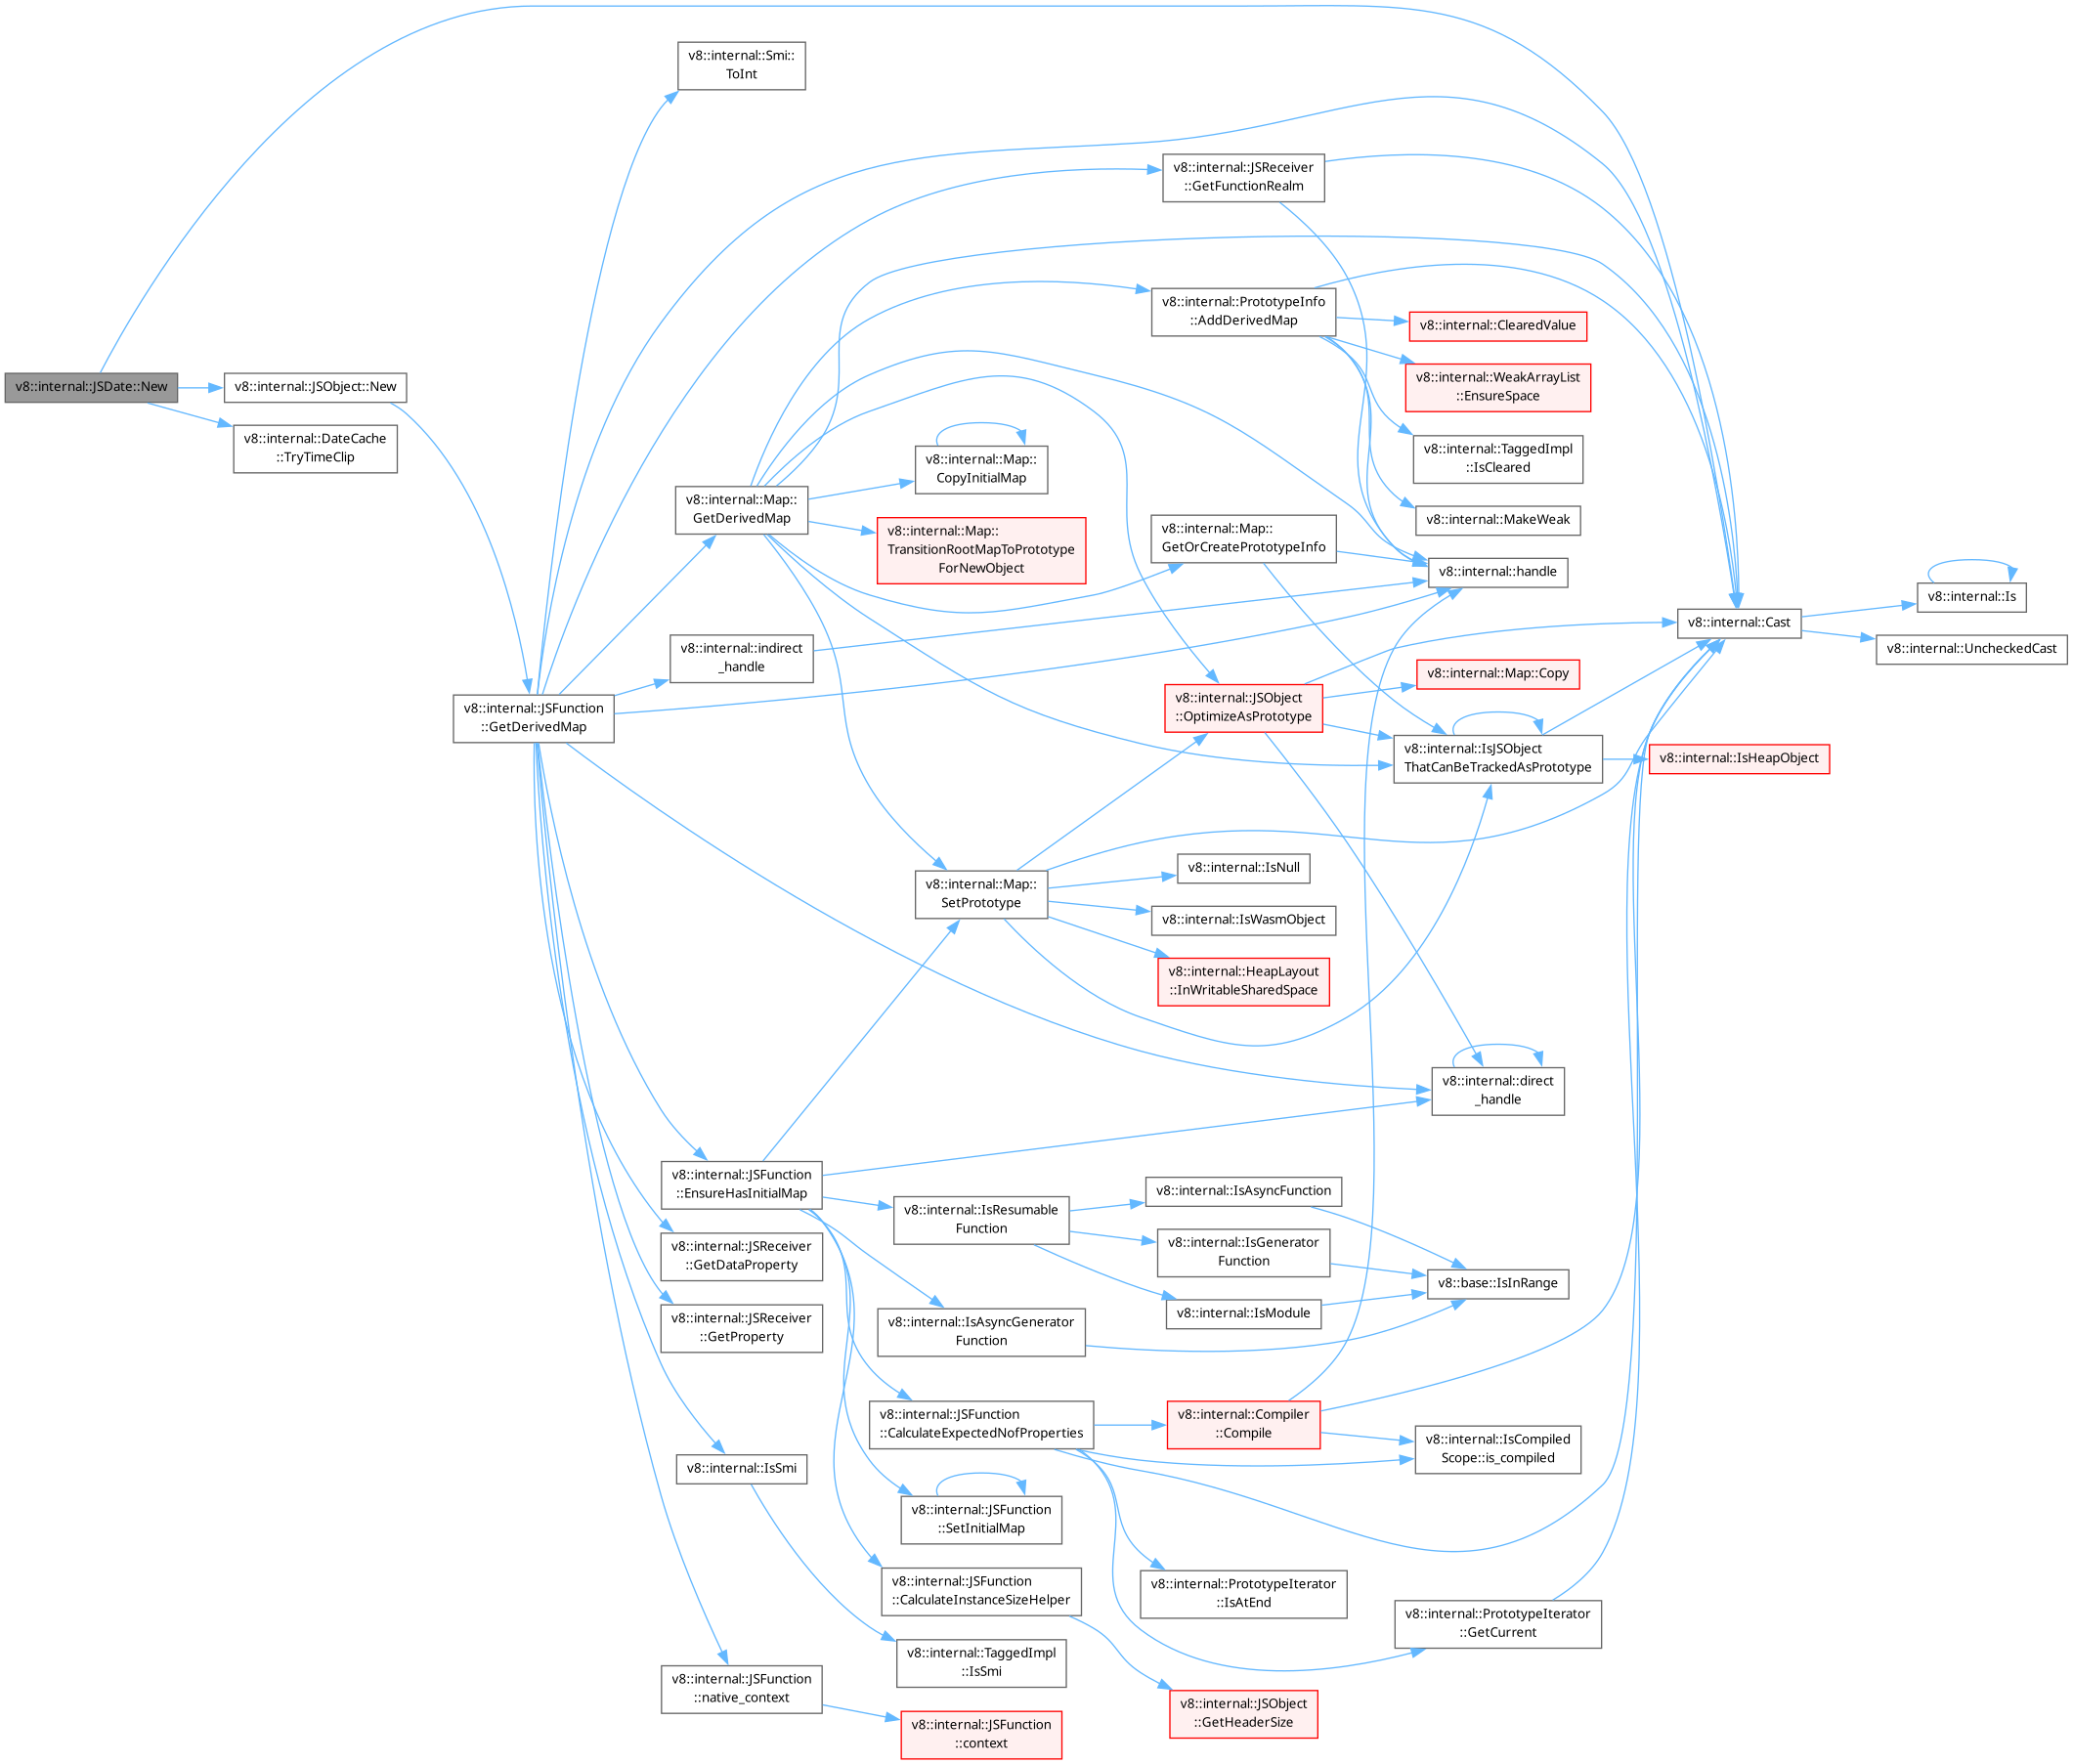 v8::internal::JSDate::New
v8::internal::JSObject::New
v8::internal::DateCache
::TryTimeClip
v8::internal::JSFunction
::GetDerivedMap
v8::internal::Smi::
ToInt
v8::internal::Map::
GetDerivedMap
v8::internal::indirect
_handle
v8::internal::JSFunction
::EnsureHasInitialMap
v8::internal::JSReceiver
::GetDataProperty
v8::internal::JSReceiver
::GetProperty
v8::internal::IsSmi
v8::internal::JSFunction
::native_context
v8::internal::Map::
CopyInitialMap
v8::internal::Map::
TransitionRootMapToPrototype
ForNewObject
v8::internal::Map::
SetPrototype
v8::internal::IsResumable
Function
v8::internal::IsAsyncGenerator
Function
v8::internal::JSFunction
::CalculateExpectedNofProperties
v8::internal::JSFunction
::SetInitialMap
v8::internal::JSFunction
::CalculateInstanceSizeHelper
v8::internal::TaggedImpl
::IsSmi
v8::internal::JSFunction
::context
v8::internal::JSReceiver
::GetFunctionRealm
v8::internal::PrototypeInfo
::AddDerivedMap
v8::internal::Map::
GetOrCreatePrototypeInfo
v8::internal::JSObject
::OptimizeAsPrototype
v8::internal::IsNull
v8::internal::IsWasmObject
v8::internal::HeapLayout
::InWritableSharedSpace
v8::internal::IsAsyncFunction
v8::internal::IsGenerator
Function
v8::internal::IsModule
v8::internal::Compiler
::Compile
v8::internal::PrototypeIterator
::IsAtEnd
v8::internal::JSObject
::GetHeaderSize
v8::internal::ClearedValue
v8::internal::WeakArrayList
::EnsureSpace
v8::internal::TaggedImpl
::IsCleared
v8::internal::MakeWeak
v8::internal::handle
v8::internal::Map::Copy
v8::internal::IsJSObject
ThatCanBeTrackedAsPrototype
v8::internal::direct
_handle
v8::base::IsInRange
v8::internal::IsCompiled
Scope::is_compiled
v8::internal::PrototypeIterator
::GetCurrent
v8::internal::Cast
v8::internal::IsHeapObject
v8::internal::Is
v8::internal::UncheckedCast